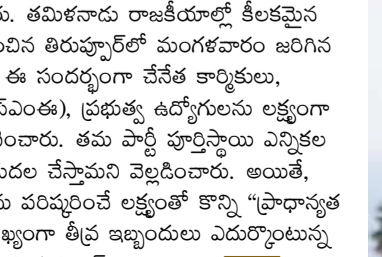 రు. తమిళనాడు రాజకీయాల్లో కీలకమైన
చిన తిరుప్పూర్‌లో మంగళవారం జరిగిన
ఈ సందర్భంగా చేనేత కార్మికులు,
ఎస్ఎంఈ), ప్రభుత్వ ఉద్యోగులను లక్ష్యంగా
ంచారు. తమ పార్టీ పూర్తిస్థాయి ఎన్నికల
దల చేస్తామని వెల్లడించారు. అయితే,
పరిష్కరించే లక్ష్యంతో కొన్ని “ప్రాధాన్యత
ఖ్యంగా తీవ్ర ఇబ్బందులు ఎదుర్కొంటున్న